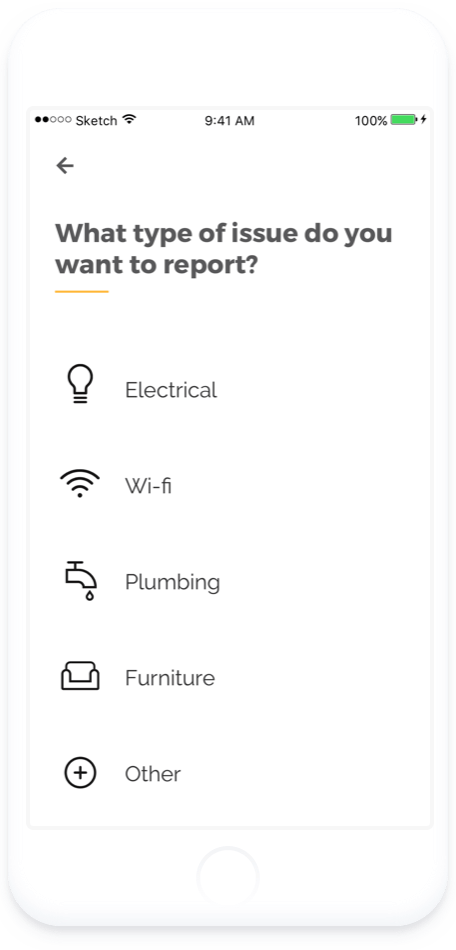 Sketch 9:41 AM 100%
What type of issue do you
want to report?
Electrical
Wi-fi
Plumbing
Furniture
Other